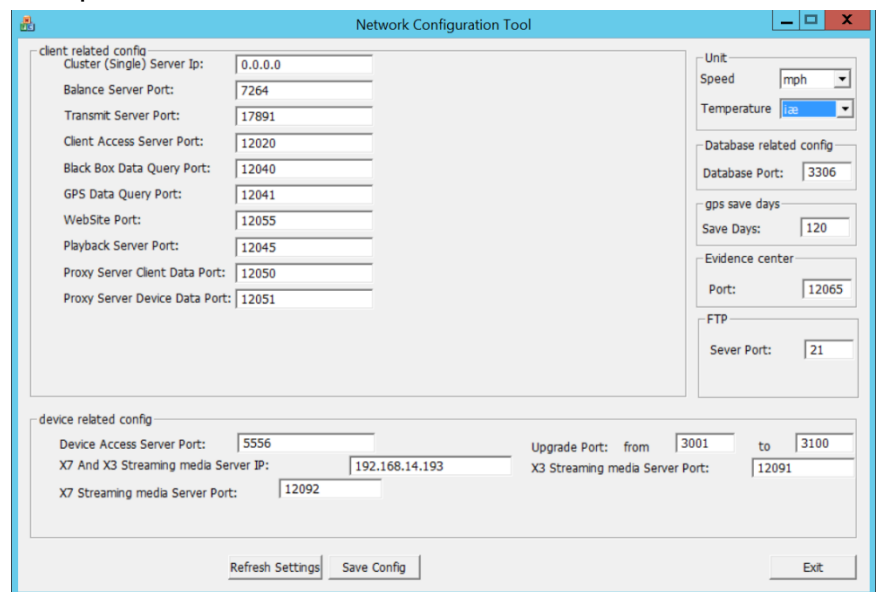 Network Configuration Tool
client related config
Cluster (Single) Server Ip: 0.0.0.0
Balance Server Port: 7264
Transmit Server Port: 17891
Client Access Server Port: 12020
Black Box Data Query Port: 12040
GPS Data Query Port: 12041
WebSite Port: 12055
Playback Server Port: 12045
Proxy Server Client Data Port: 12050
Proxy Server Device Data Port: 12051
Unit
Speed mph
Temperature iæ
Database related config
Database Port: 3306
gps save days
Save Days: 120
Evidence center
Port: 12065
FTP
Sever Port: 21
device related config
Device Access Server Port: 5556
Upgrade Port: from 3001 to 3100
X7 And X3 Streaming media Server IP: 192.168.14.193
X3 Streaming media Server Port: 12091
X7 Streaming media Server Port: 12092
Refresh Settings Save Config Exit